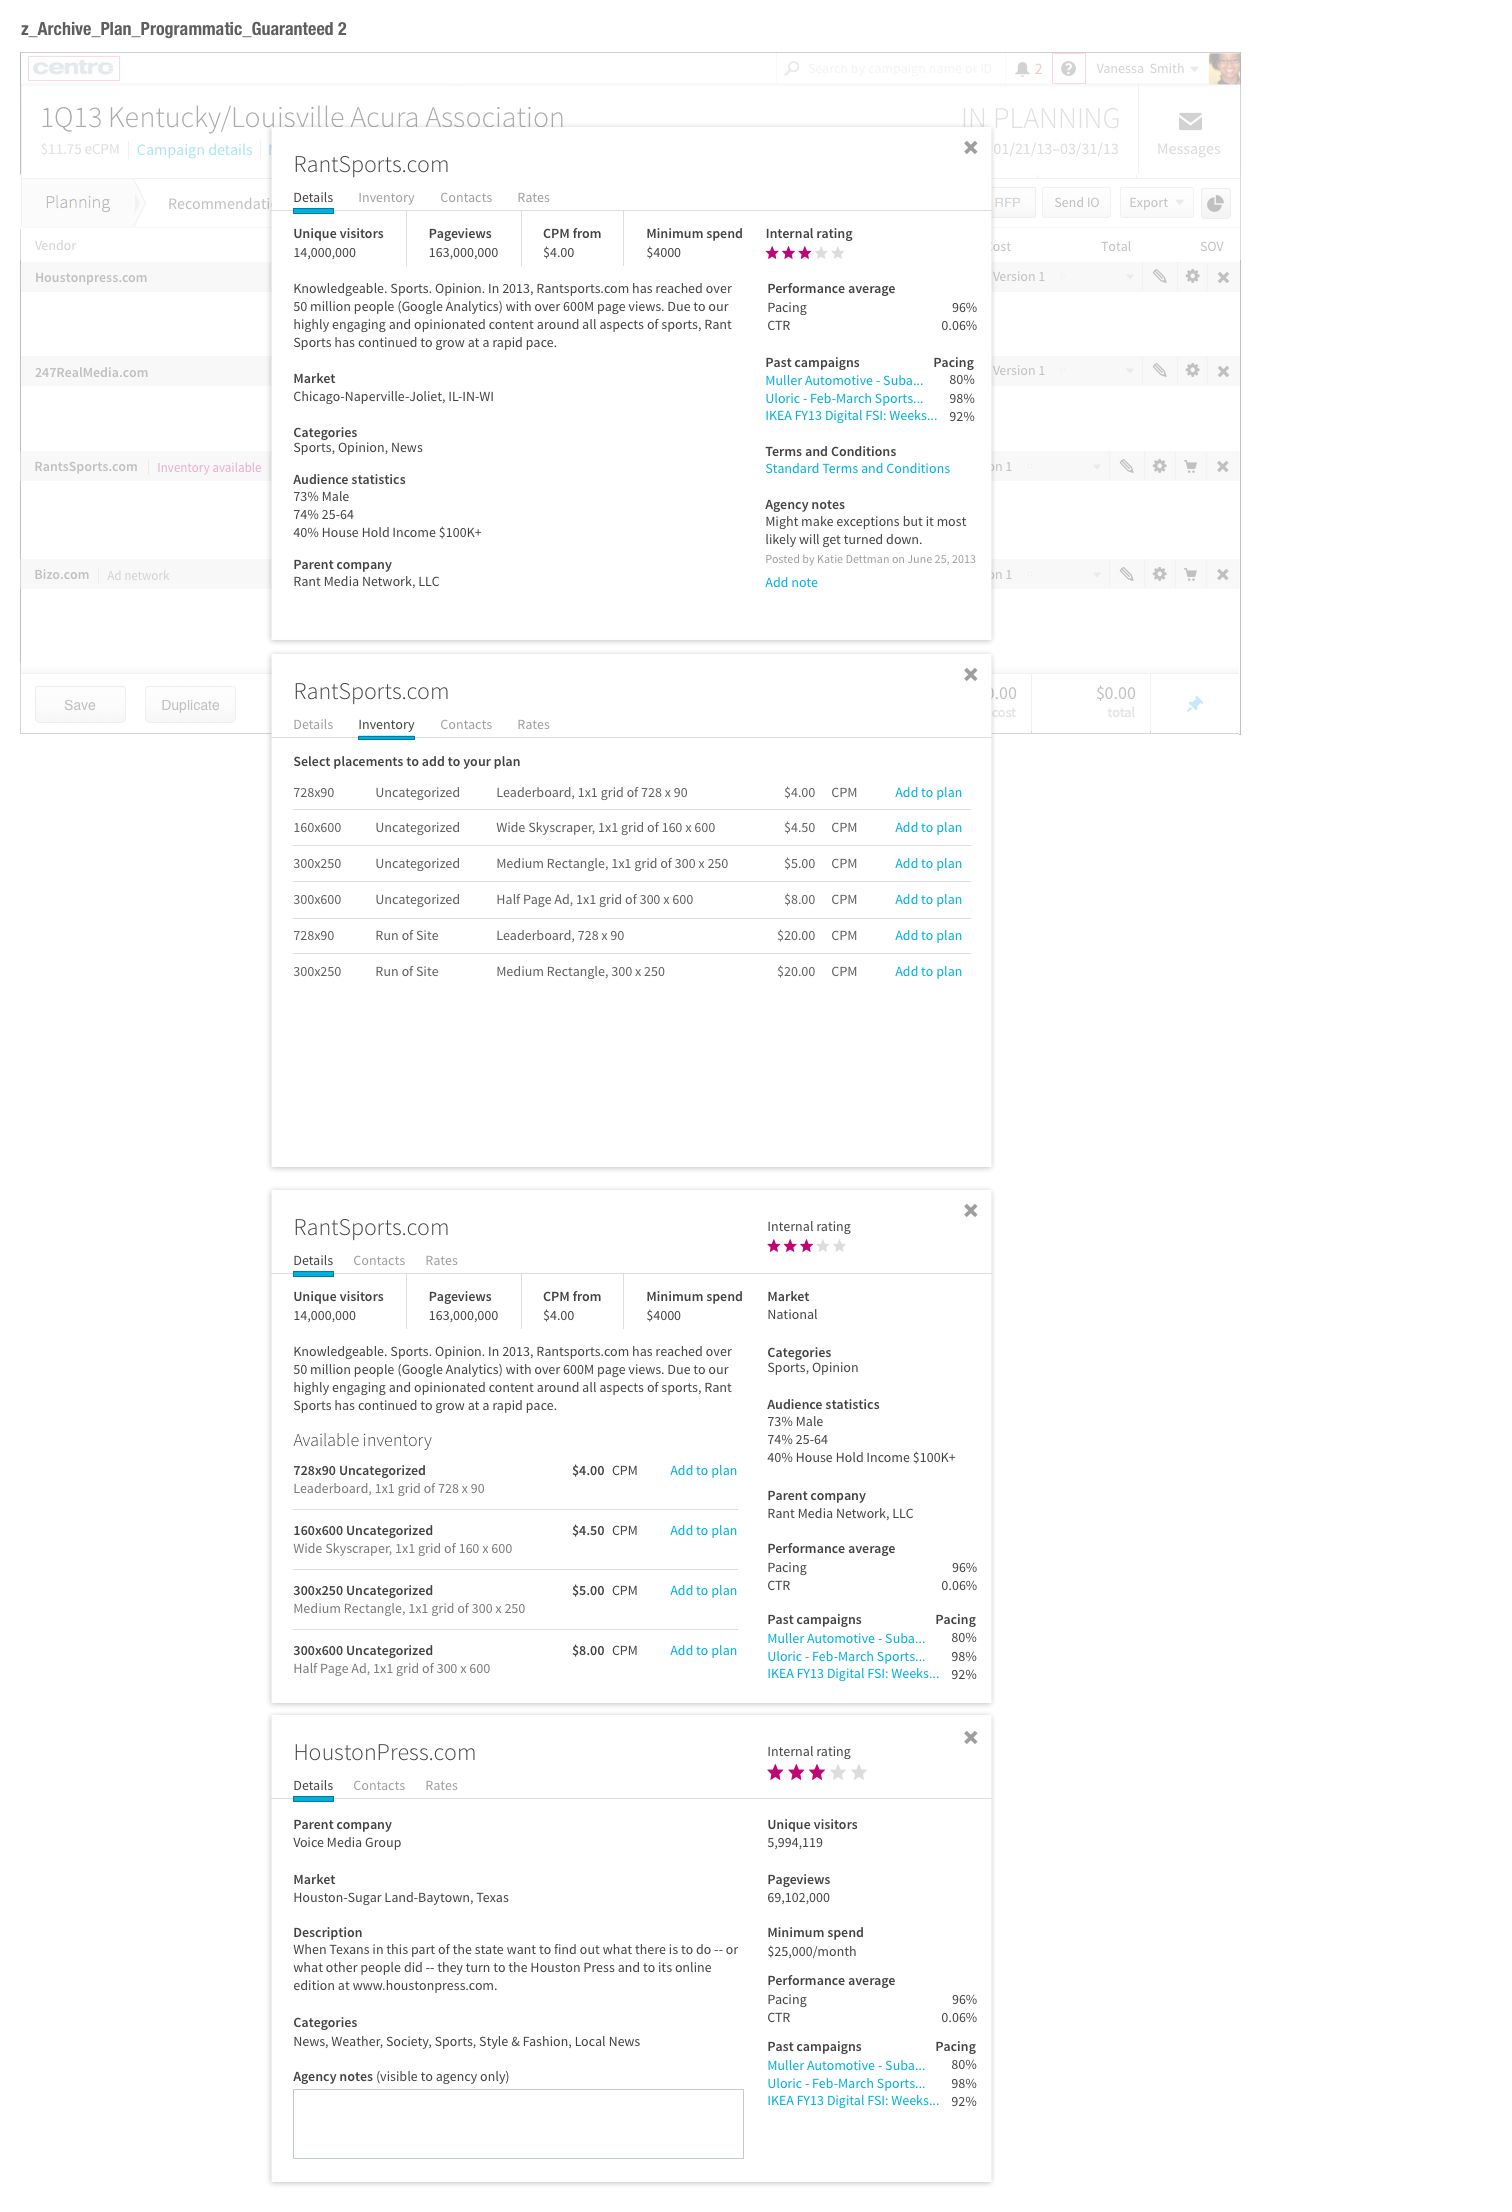 z_Archive_Plan_Programmatic_Guaranteed 2
centro
Search by campaign name or IO
2
?
Vanessa Smith
1Q13 Kentucky/Louisville Acura Association
IN PLANNING
Messages
$11.75 eCPM
Campaign details
01/21/13–03/31/13
Planning
RFP
Send IO
Export
Vendor
Total
SOV
Houstonpress.com
Version 1
247RealMedia.com
Version 1
RantsSports.com
Inventory available
Bizo.com
Ad network
Save
Duplicate
cost
$0.00
total
RantSports.com
Details
Inventory
Contacts
Rates
Unique visitors
Pageviews
CPM from
Minimum spend
Internal rating
14,000,000
163,000,000
$4.00
$4000
Knowledgeable. Sports. Opinion. In 2013, Rantsports.com has reached over
50 million people (Google Analytics) with over 600M page views. Due to our
highly engaging and opinionated content around all aspects of sports, Rant
Sports has continued to grow at a rapid pace.
Market
Chicago-Naperville-Joliet, IL-IN-WI
Categories
Sports, Opinion, News
Audience statistics
73% Male
74% 25-64
40% House Hold Income $100K+
Parent company
Rant Media Network, LLC
Performance average
Pacing 96%
CTR 0.06%
Past campaigns Pacing
Muller Automotive - Suba... 80%
Uloric - Feb-March Sports... 98%
IKEA FY13 Digital FSI: Weeks... 92%
Terms and Conditions
Standard Terms and Conditions
Agency notes
Might make exceptions but it most
likely will get turned down.
Posted by Katie Dettman on June 25, 2013
Add note
RantSports.com
Details
Inventory
Contacts
Rates
Select placements to add to your plan
728x90 Uncategorized Leaderboard, 1x1 grid of 728 x 90 $4.00 CPM Add to plan
160x600 Uncategorized Wide Skyscraper, 1x1 grid of 160 x 600 $4.50 CPM Add to plan
300x250 Uncategorized Medium Rectangle, 1x1 grid of 300 x 250 $5.00 CPM Add to plan
300x600 Uncategorized Half Page Ad, 1x1 grid of 300 x 600 $8.00 CPM Add to plan
728x90 Run of Site Leaderboard, 728 x 90 $20.00 CPM Add to plan
300x250 Run of Site Medium Rectangle, 300 x 250 $20.00 CPM Add to plan
RantSports.com
Internal rating
Details
Contacts
Rates
Unique visitors
Pageviews
CPM from
Minimum spend
14,000,000
163,000,000
$4.00
$4000
Knowledgeable. Sports. Opinion. In 2013, Rantsports.com has reached over
50 million people (Google Analytics) with over 600M page views. Due to our
highly engaging and opinionated content around all aspects of sports, Rant
Sports has continued to grow at a rapid pace.
Available inventory
728x90 Uncategorized $4.00 CPM Add to plan
Leaderboard, 1x1 grid of 728 x 90
160x600 Uncategorized $4.50 CPM Add to plan
Wide Skyscraper, 1x1 grid of 160 x 600
300x250 Uncategorized $5.00 CPM Add to plan
Medium Rectangle, 1x1 grid of 300 x 250
300x600 Uncategorized $8.00 CPM Add to plan
Half Page Ad, 1x1 grid of 300 x 600
Market
National
Categories
Sports, Opinion
Audience statistics
73% Male
74% 25-64
40% House Hold Income $100K+
Parent company
Rant Media Network, LLC
Performance average
Pacing 96%
CTR 0.06%
Past campaigns Pacing
Muller Automotive - Suba... 80%
Uloric - Feb-March Sports... 98%
IKEA FY13 Digital FSI: Weeks... 92%
HoustonPress.com
Internal rating
Details
Contacts
Rates
Parent company
Voice Media Group
Market
Houston-Sugar Land-Baytown, Texas
Description
When Texans in this part of the state want to find out what there is to do -- or
what other people did -- they turn to the Houston Press and to its online
edition at www.houstonpress.com.
Categories
News, Weather, Society, Sports, Style & Fashion, Local News
Agency notes (visible to agency only)
Unique visitors
5,994,119
Pageviews
69,102,000
Minimum spend
$25,000/month
Performance average
Pacing 96%
CTR 0.06%
Past campaigns Pacing
Muller Automotive - Suba... 80%
Uloric - Feb-March Sports... 98%
IKEA FY13 Digital FSI: Weeks... 92%